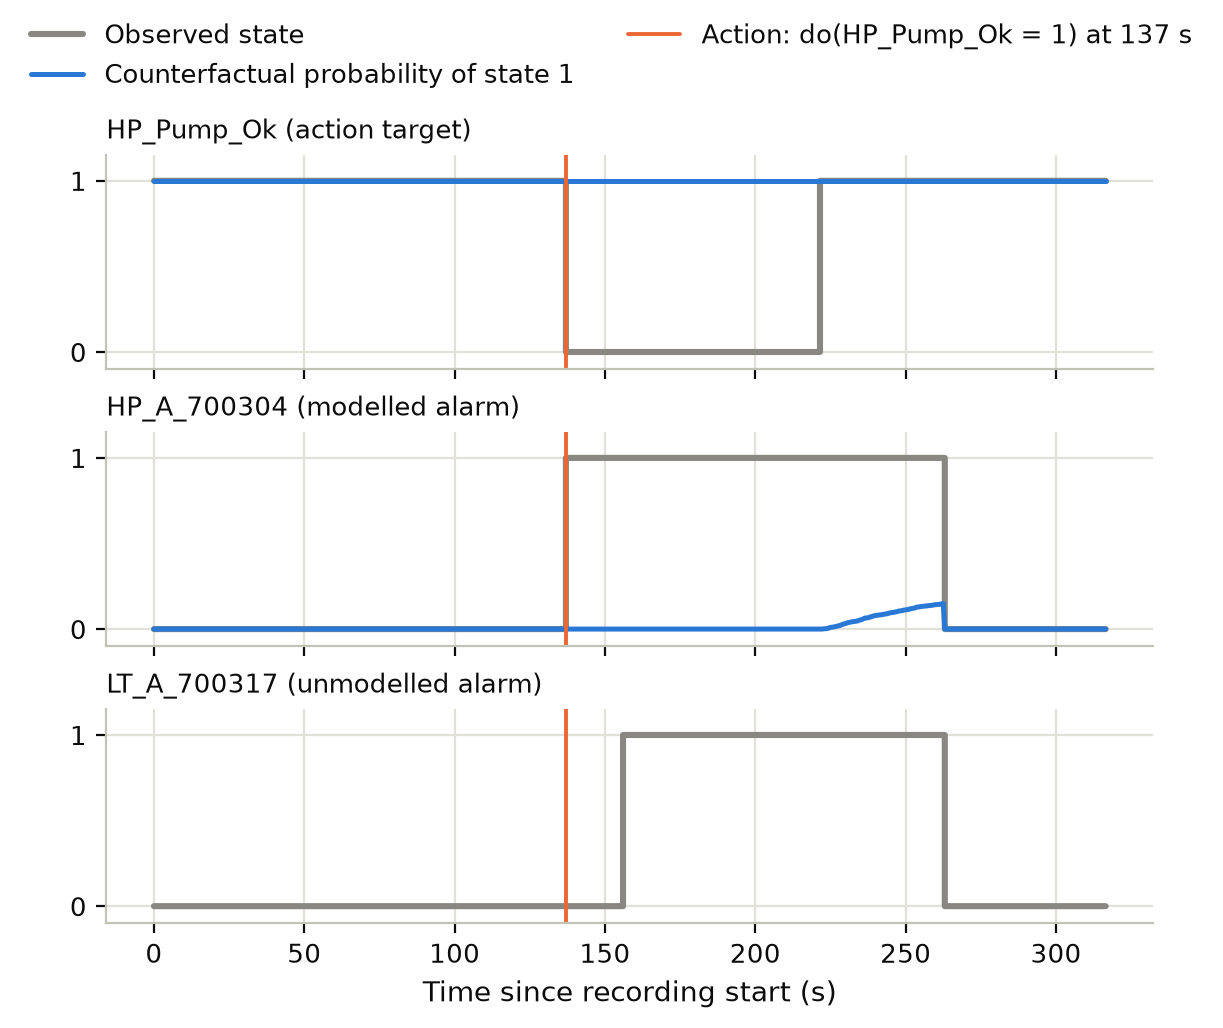 Observed state
Counterfactual probability of state 1
Action: do(HP_Pump_Ok = 1) at 137 s
HP_Pump_Ok (action target)
1
0
HP_A_700304 (modelled alarm)
1
0
LT_A_700317 (unmodelled alarm)
1
0
0 50 100 150 200 250 300
Time since recording start (s)